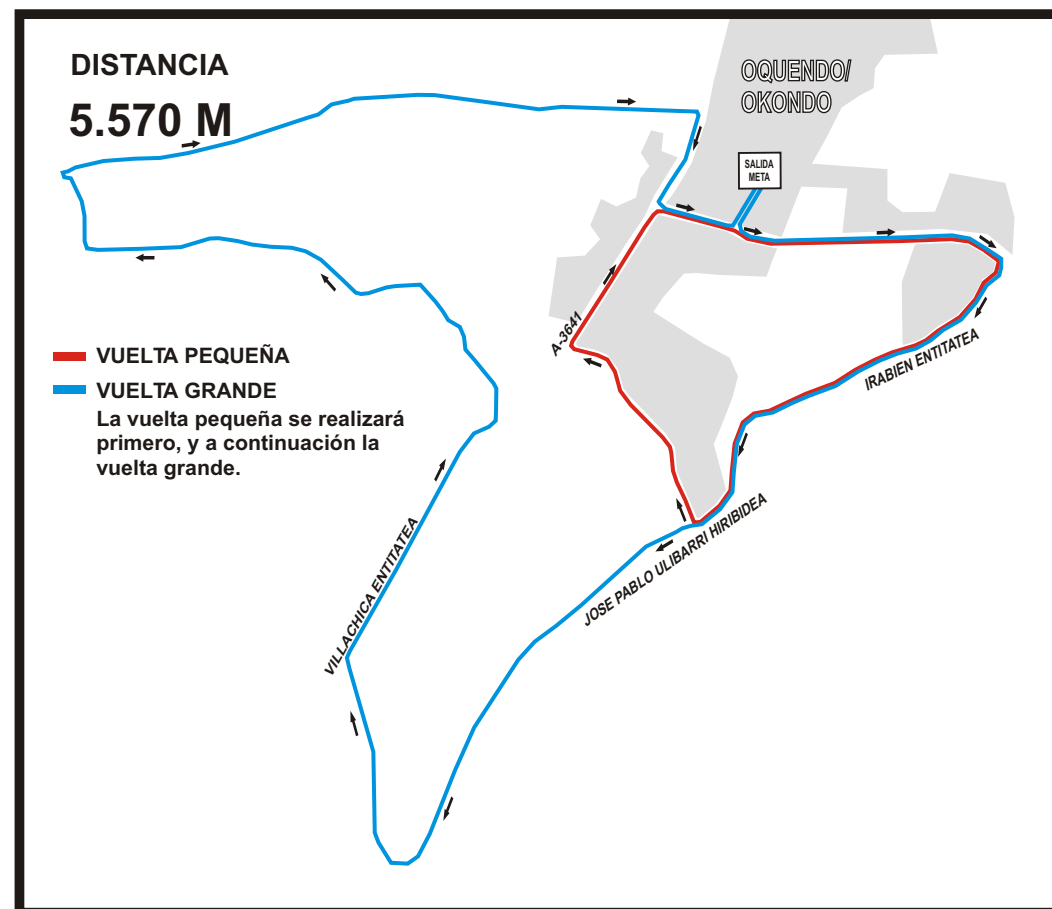 DISTANCIA
5.570 M
OQUENDO/
OKONDO
SALIDA
META
A-3641
VUELTA PEQUEÑA
VUELTA GRANDE
La vuelta pequeña se realizará
primero, y a continuación la
vuelta grande.
IRABIEN ENTITATEA
JOSE PABLO ULIBARRI HIRIBIDEA
VILLACHICA ENTITATEA